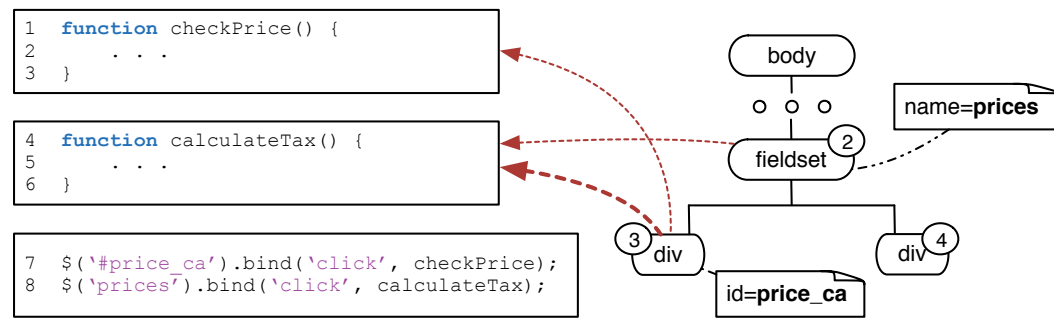 1 function checkPrice() {
2 . . .
3 }
4 function calculateTax() {
5 . . .
6 }
7 $(‘#price_ca’).bind(‘click’, checkPrice);
8 $(‘prices’).bind(‘click’, calculateTax);
body
name=prices
2
fieldset
3
div
4
div
id=price_ca